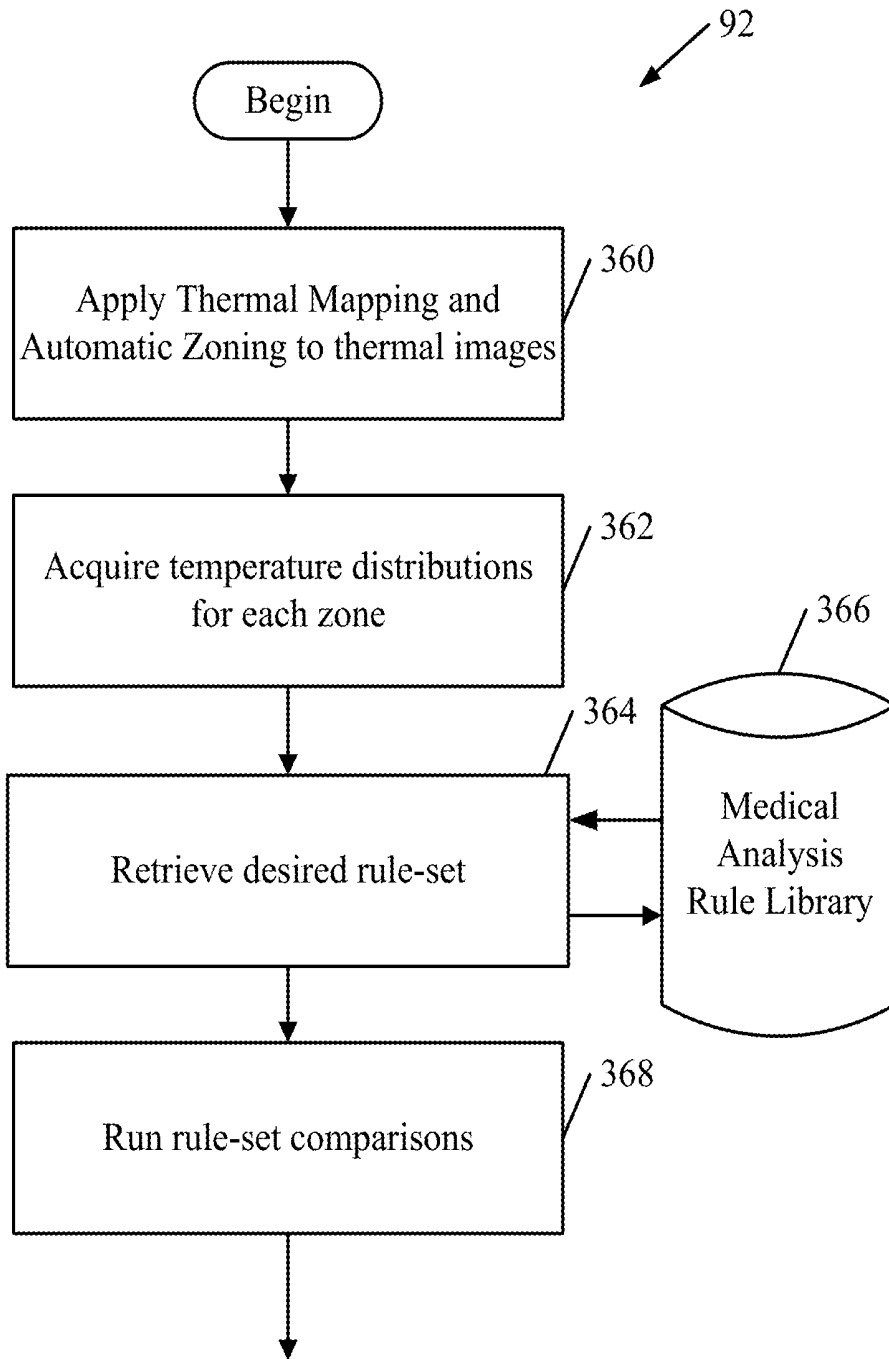 92
Begin
360
Apply Thermal Mapping and
Automatic Zoning to thermal images
362
Acquire temperature distributions
for each zone
366
364
Retrieve desired rule-set
Medical
Analysis
Rule Library
368
Run rule-set comparisons